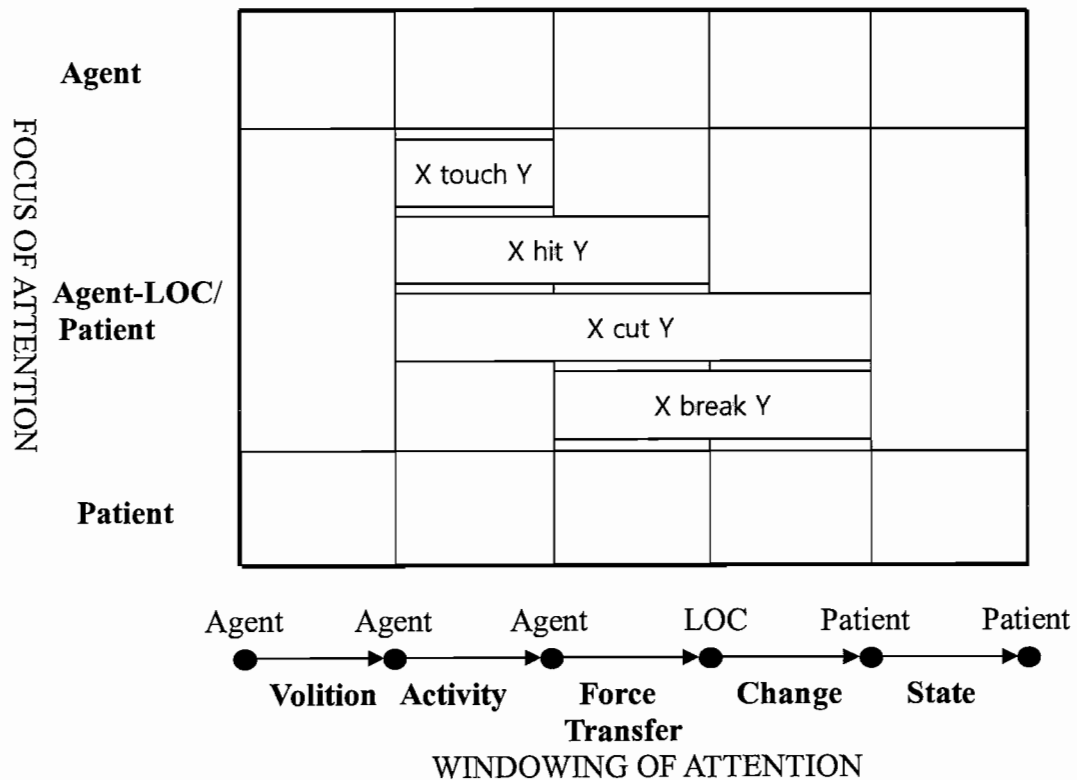 Agent
FOCUS OF ATTENTION
X touch Y
X hit Y
Agent-LOC/
Patient
X cut Y
X break Y
Patient
Agent Agent Agent LOC Patient Patient
Volition Activity Force Change State
Transfer
WINDOWING OF ATTENTION